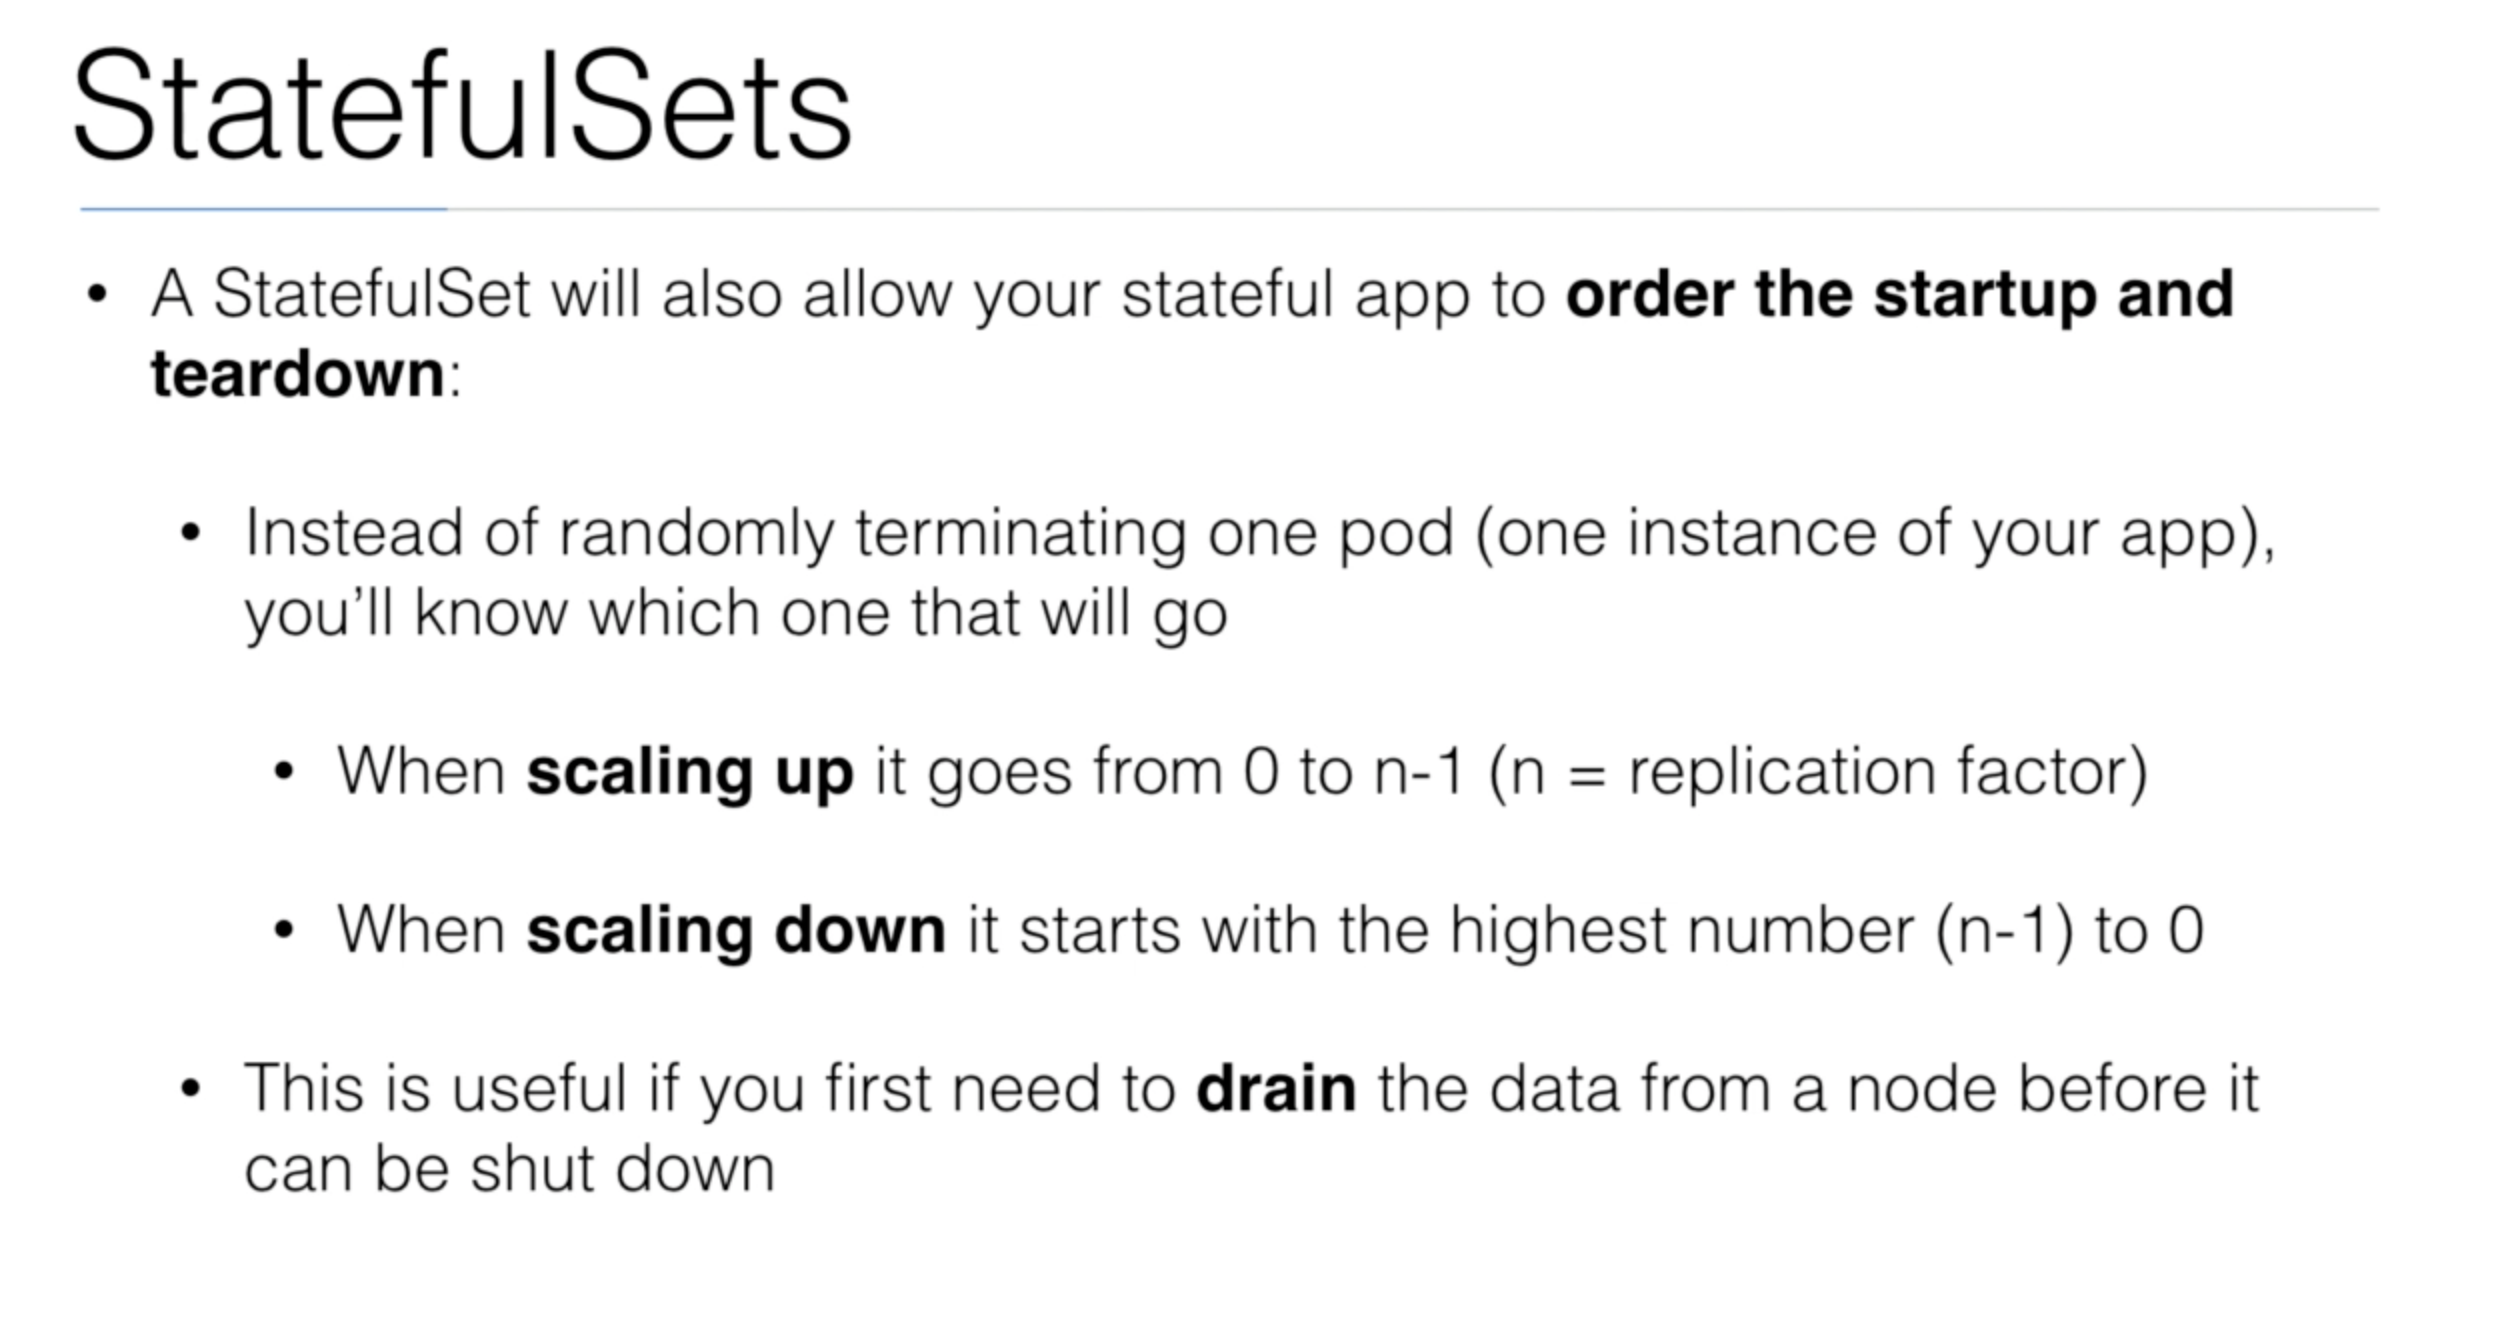 StatefulSets
• A StatefulSet will also allow your stateful app to order the startup and
teardown:
• Instead of randomly terminating one pod (one instance of your app),
you’ll know which one that will go
• When scaling up it goes from 0 to n-1 (n = replication factor)
• When scaling down it starts with the highest number (n-1) to 0
• This is useful if you first need to drain the data from a node before it
can be shut down